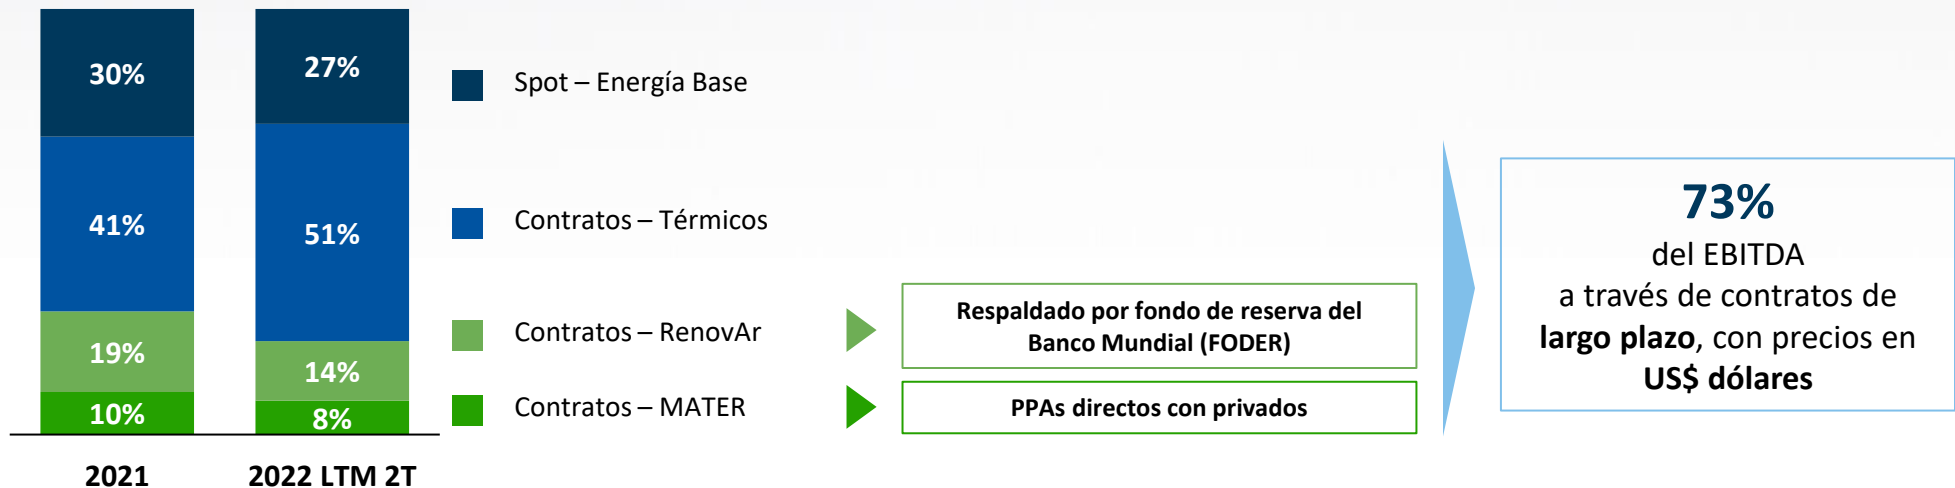 30%
41%
19%
10%
2021
27%
51%
14%
8%
2022 LTM 2T
Spot – Energía Base
Contratos – Térmicos
Contratos – RenovAr
Contratos – MATER
Respaldado por fondo de reserva del
Banco Mundial (FODER)
PPAs directos con privados
73%
del EBITDA
a través de contratos de
largo plazo, con precios en
US$ dólares